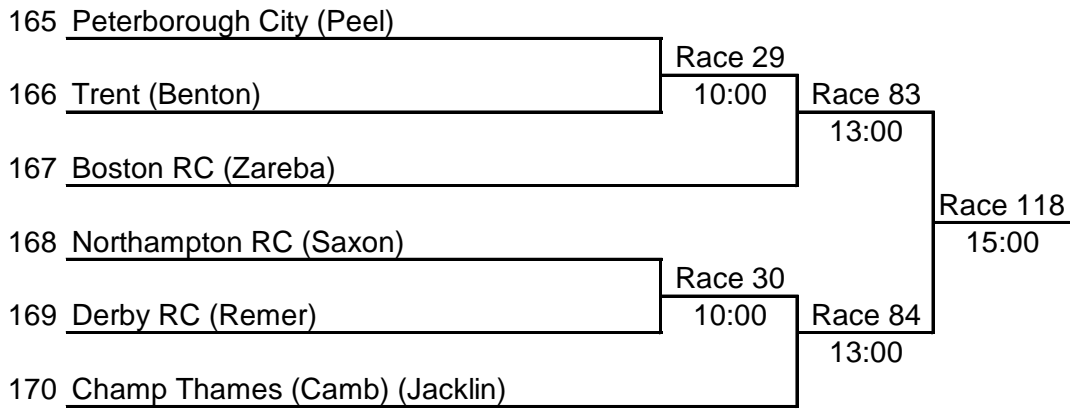 165 Peterborough City (Peel)
Race 29
166 Trent (Benton)
10:00
Race 83
13:00
167 Boston RC (Zareba)
Race 118
168 Northampton RC (Saxon)
15:00
Race 30
169 Derby RC (Remer)
10:00
Race 84
13:00
170 Champ Thames (Camb) (Jacklin)